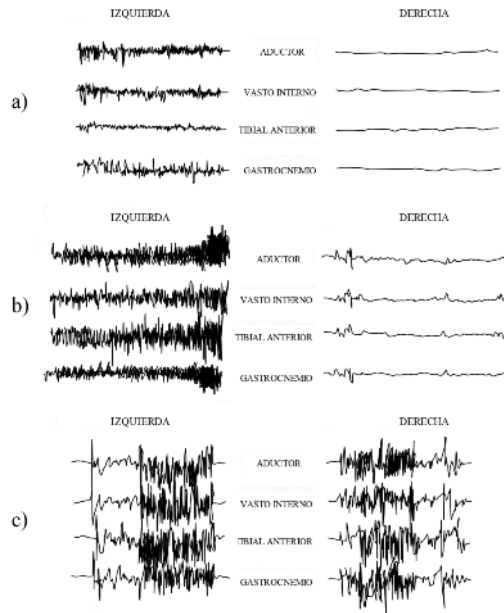 IZQUIERDA DERECHA
a)
ADUCTOR
VASTO INTERNO
TIBIAL ANTERIOR
GASTROCNEMIO
IZQUIERDA DERECHA
b)
ADUCTOR
VASTO INTERNO
TIBIAL ANTERIOR
GASTROCNEMIO
IZQUIERDA DERECHA
c)
ADUCTOR
VASTO INTERNO
TIBIAL ANTERIOR
GASTROCNEMIO